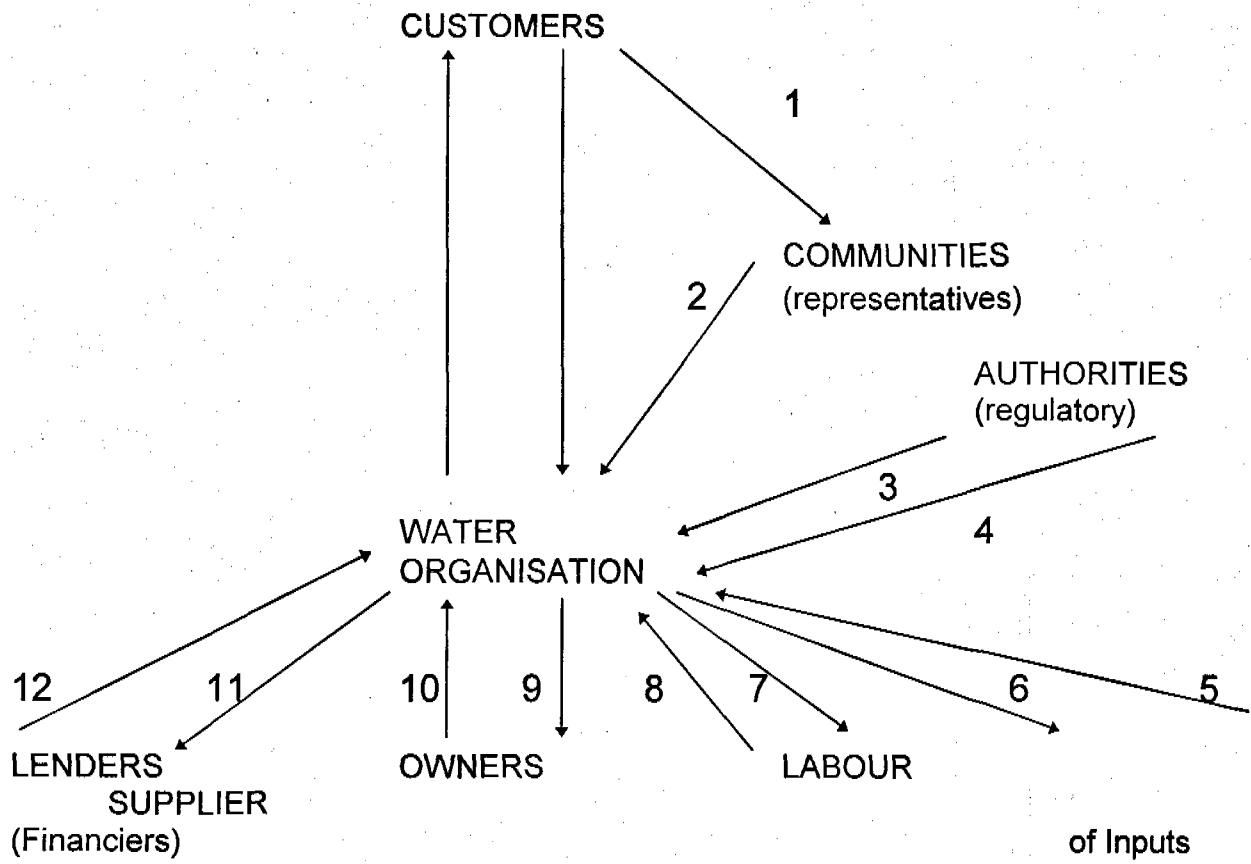 CUSTOMERS
1
COMMUNITIES
2
(representatives)
AUTHORITIES
(regulatory)
3
4
WATER
ORGANISATION
12
11
10
9
8
7
6
5
LENDERS
OWNERS
LABOUR
SUPPLIER
(Financiers)
of Inputs